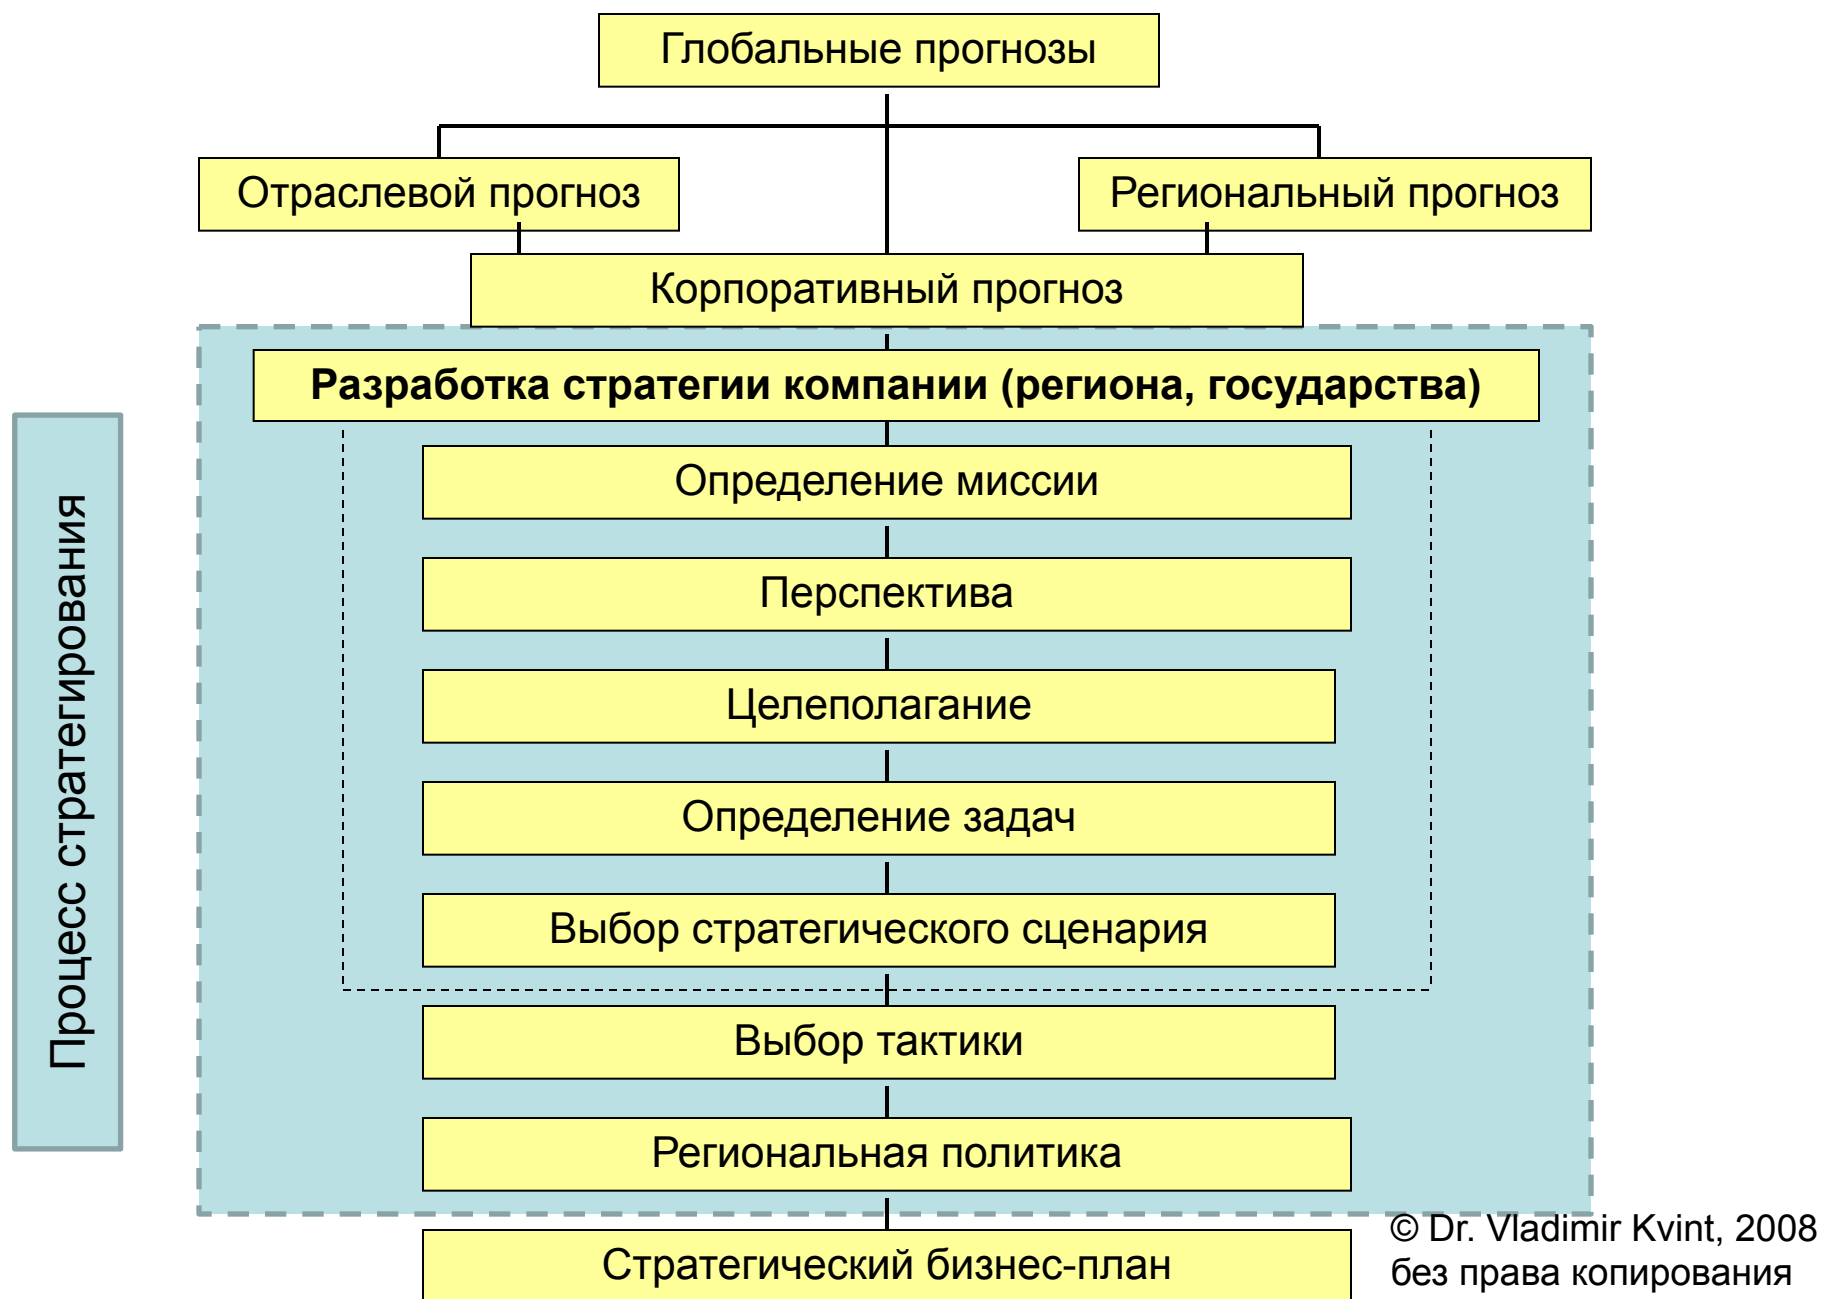 Глобальные прогнозы
Отраслевой прогноз
Региональный прогноз
Корпоративный прогноз
Разработка стратегии компании (региона, государства)
Определение миссии
Перспектива
Целеполагание
Определение задач
Выбор стратегического сценария
Выбор тактики
Региональная политика
Стратегический бизнес-план
Процесс стратегирования
© Dr. Vladimir Kvint, 2008
без права копирования